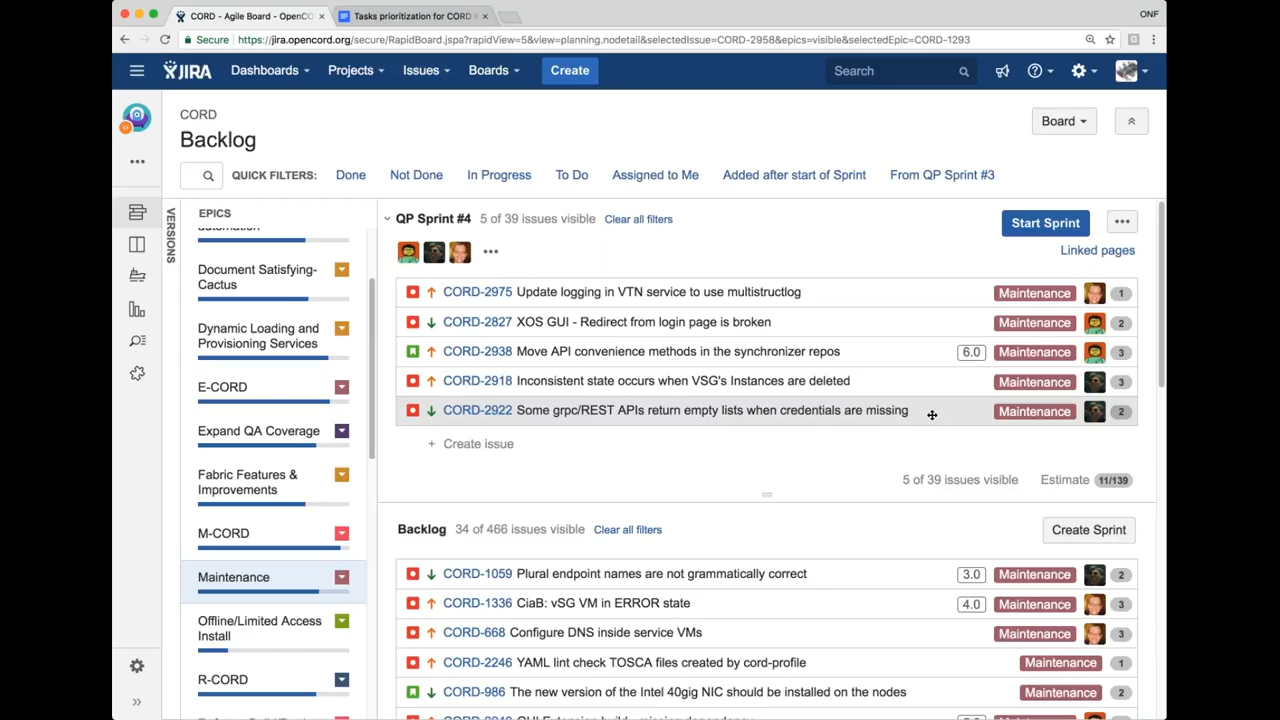 CORD - Agile Board - OpenCO
Tasks prioritization for CORD
ONF
Secure https://jira.opencord.org/secure/RapidBoard.jspa?rapidView=5&view=planning.nodetail&selectedIssue=CORD-2958&epics=visible&selectedEpic=CORD-1293
JIRA Dashboards Projects Issues Boards Create Search
CORD
Backlog
Board
QUICK FILTERS: Done Not Done In Progress To Do Assigned to Me Added after start of Sprint From QP Sprint #3
VERSIONS
EPICS
automation
Document Satisfying-
Cactus
Dynamic Loading and
Provisioning Services
E-CORD
Expand QA Coverage
Fabric Features &
Improvements
M-CORD
Maintenance
Offline/Limited Access
Install
R-CORD
QP Sprint #4 5 of 39 issues visible Clear all filters
Start Sprint
Linked pages
CORD-2975 Update logging in VTN service to use multistructlog Maintenance 1
CORD-2827 XOS GUI - Redirect from login page is broken Maintenance 2
CORD-2938 Move API convenience methods in the synchronizer repos 6.0 Maintenance 3
CORD-2918 Inconsistent state occurs when VSG's Instances are deleted Maintenance 3
CORD-2922 Some grpc/REST APIs return empty lists when credentials are missing Maintenance 2
+ Create issue
5 of 39 issues visible Estimate 11/139
Backlog 34 of 466 issues visible Clear all filters
Create Sprint
CORD-1059 Plural endpoint names are not grammatically correct 3.0 Maintenance 2
CORD-1336 CiaB: vSG VM in ERROR state 4.0 Maintenance 3
CORD-668 Configure DNS inside service VMs Maintenance 3
CORD-2246 YAML lint check TOSCA files created by cord-profile Maintenance 1
CORD-986 The new version of the Intel 40gig NIC should be installed on the nodes Maintenance 2